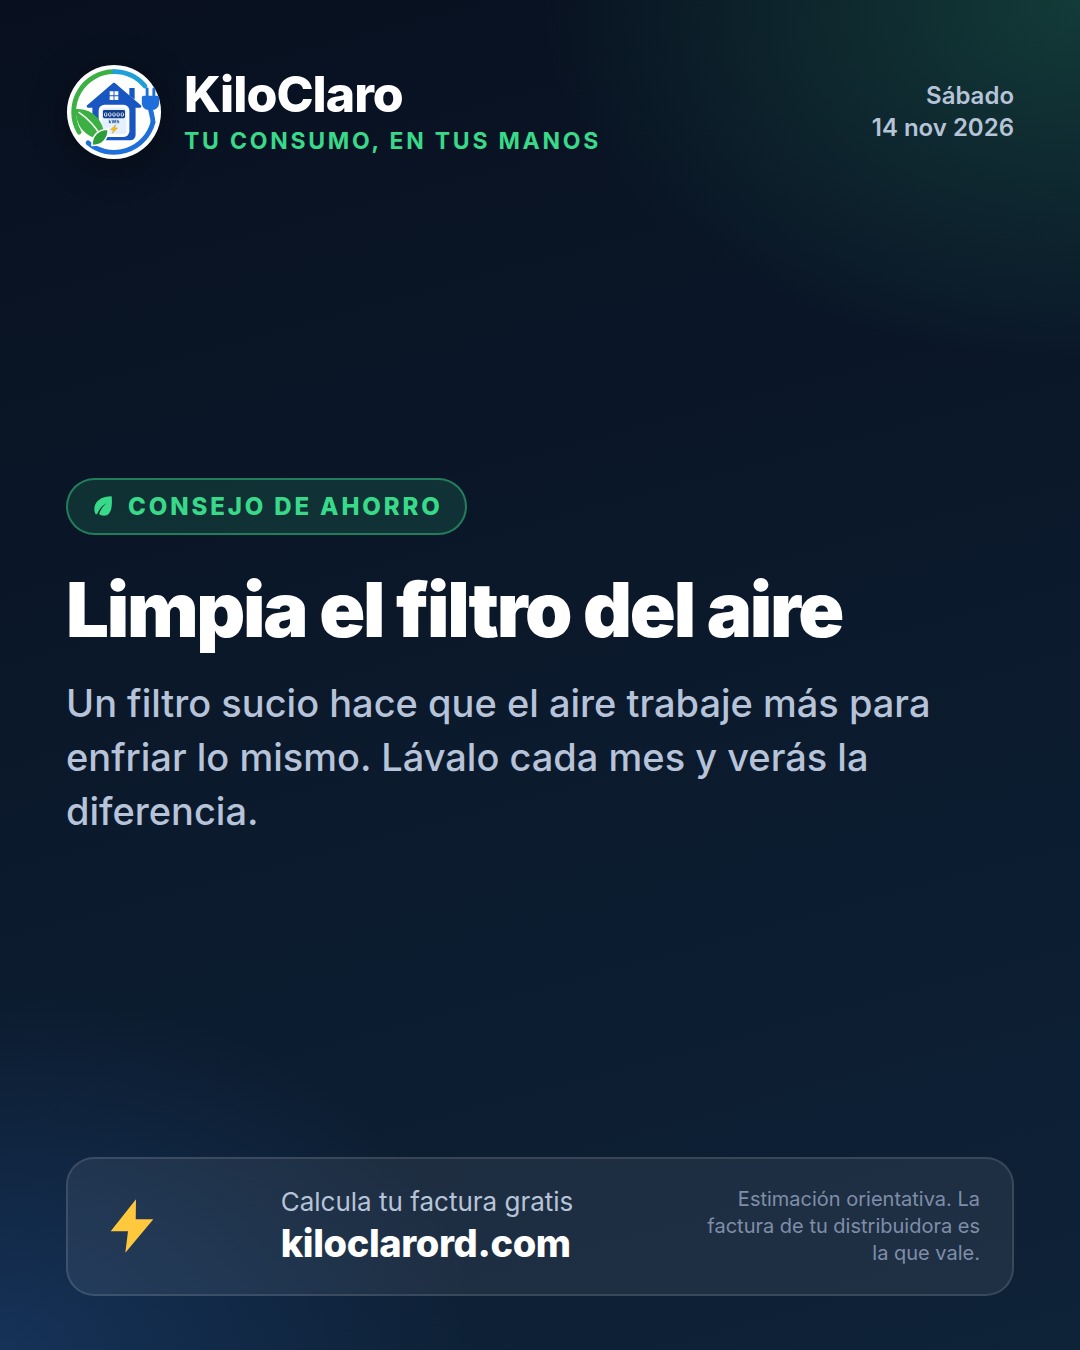 KiloClaro
TU CONSUMO, EN TUS MANOS
Sábado
14 nov 2026
CONSEJO DE AHORRO
Limpia el filtro del aire
Un filtro sucio hace que el aire trabaje más para
enfriar lo mismo. Lávalo cada mes y verás la
diferencia.
Calcula tu factura gratis
kiloclarord.com
Estimación orientativa. La
factura de tu distribuidora es
la que vale.